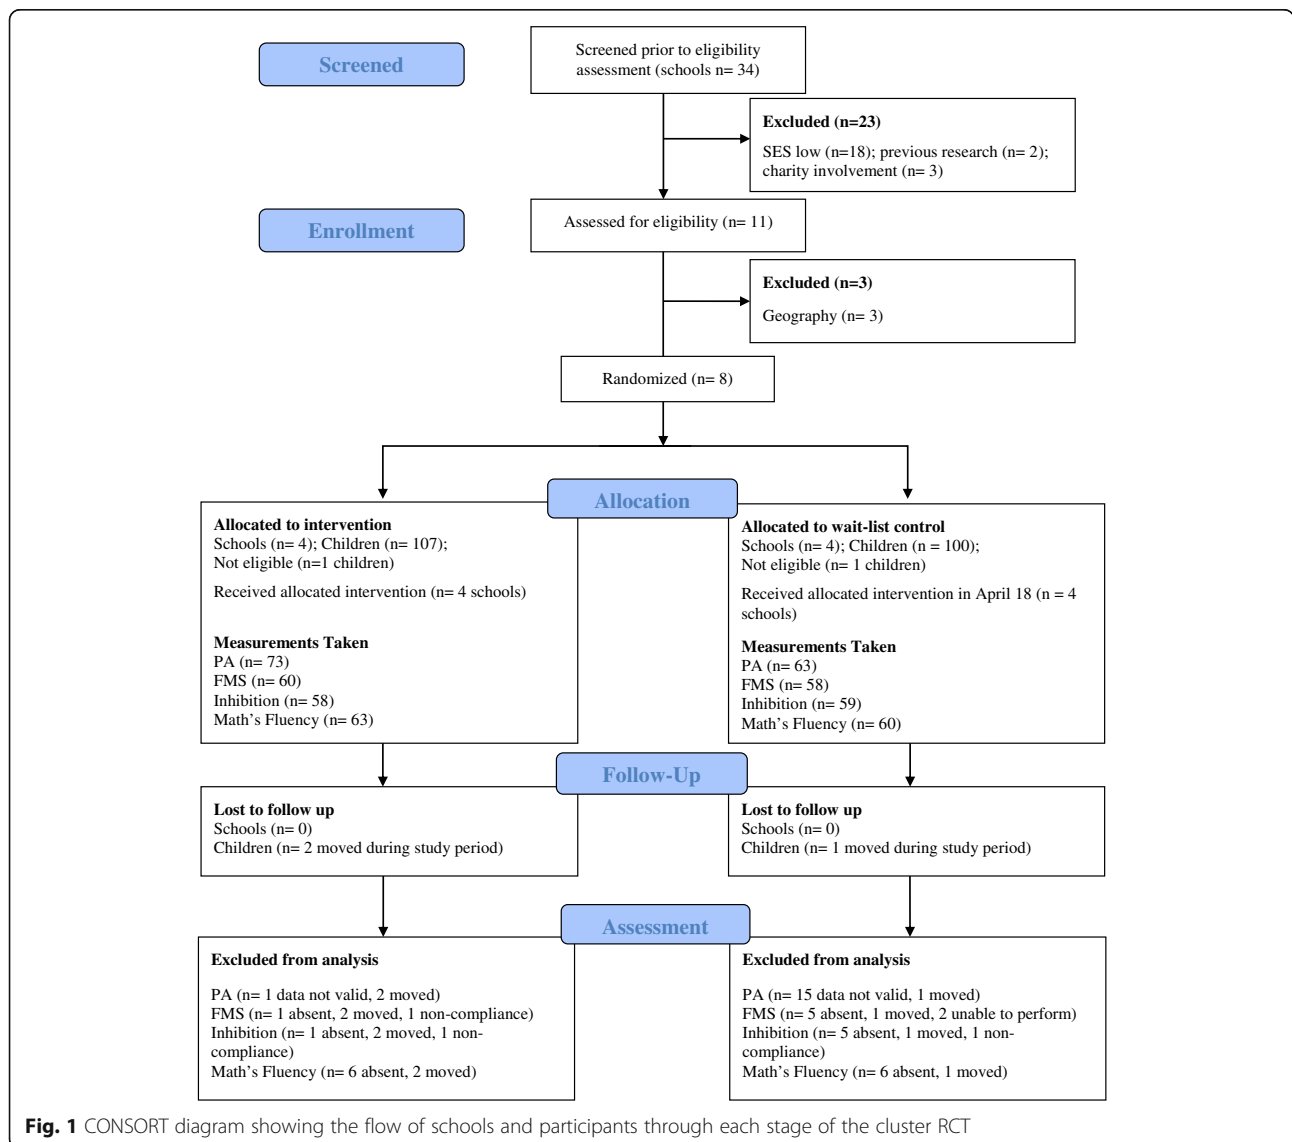 Screened
Screened prior to eligibility
assessment (schools n= 34)
Excluded (n=23)
SES low (n=18); previous research (n= 2);
charity involvement (n= 3)
Enrollment
Assessed for eligibility (n= 11)
Excluded (n=3)
Geography (n= 3)
Randomized (n= 8)
Allocation
Allocated to intervention
Schools (n= 4); Children (n= 107);
Not eligible (n=1 children)
Received allocated intervention (n= 4 schools)
Measurements Taken
PA (n= 73)
FMS (n= 60)
Inhibition (n= 58)
Math's Fluency (n= 63)
Allocated to wait-list control
Schools (n= 4); Children (n = 100);
Not eligible (n= 1 children)
Received allocated intervention in April 18 (n = 4
schools)
Measurements Taken
PA (n= 63)
FMS (n= 58)
Inhibition (n= 59)
Math's Fluency (n= 60)
Follow-Up
Lost to follow up
Schools (n= 0)
Children (n= 2 moved during study period)
Lost to follow up
Schools (n= 0)
Children (n= 1 moved during study period)
Assessment
Excluded from analysis
PA (n= 1 data not valid, 2 moved)
FMS (n= 1 absent, 2 moved, 1 non-compliance)
Inhibition (n= 1 absent, 2 moved, 1 non-
compliance)
Math's Fluency (n= 6 absent, 2 moved)
Excluded from analysis
PA (n= 15 data not valid, 1 moved)
FMS (n= 5 absent, 1 moved, 2 unable to perform)
Inhibition (n= 5 absent, 1 moved, 1 non-
compliance)
Math's Fluency (n= 6 absent, 1 moved)
Fig. 1 CONSORT diagram showing the flow of schools and participants through each stage of the cluster RCT